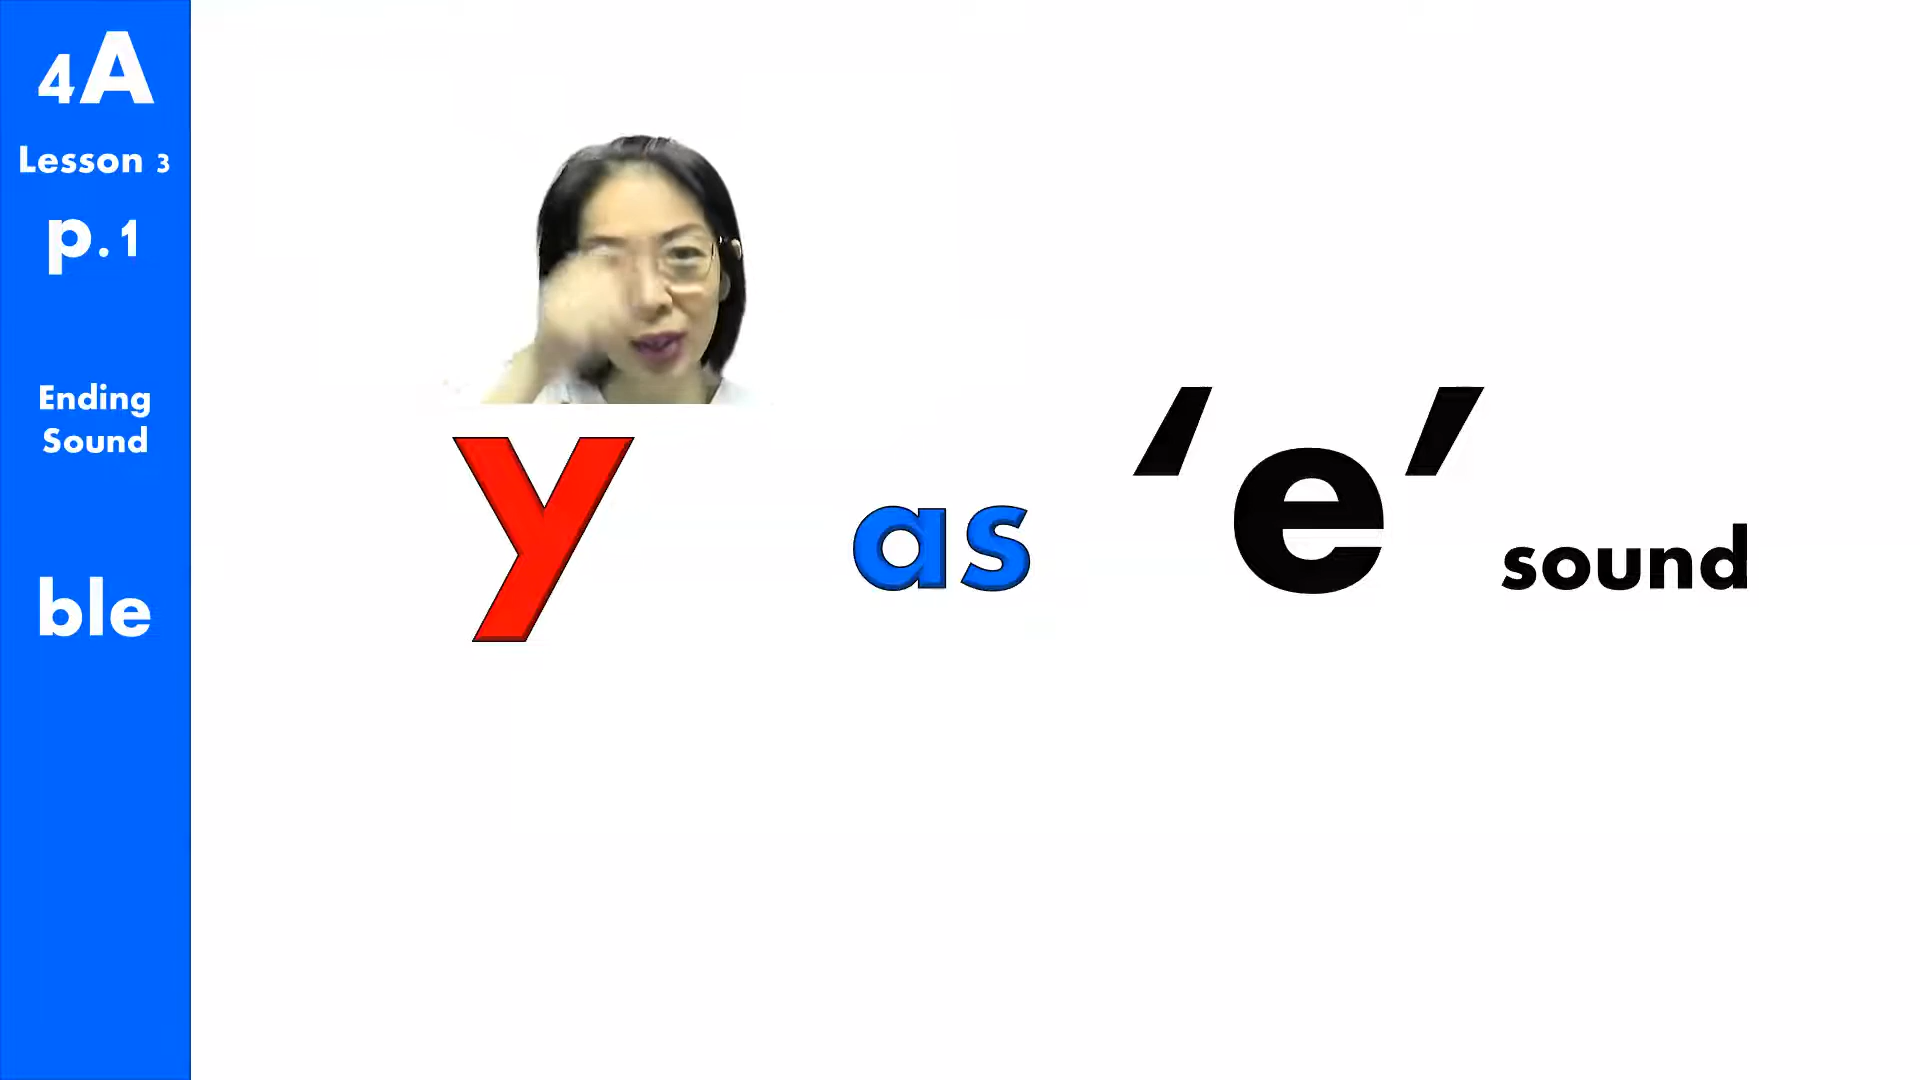 4A
Lesson 3
p.1
Ending
Sound
ble
y as ‘e’ sound